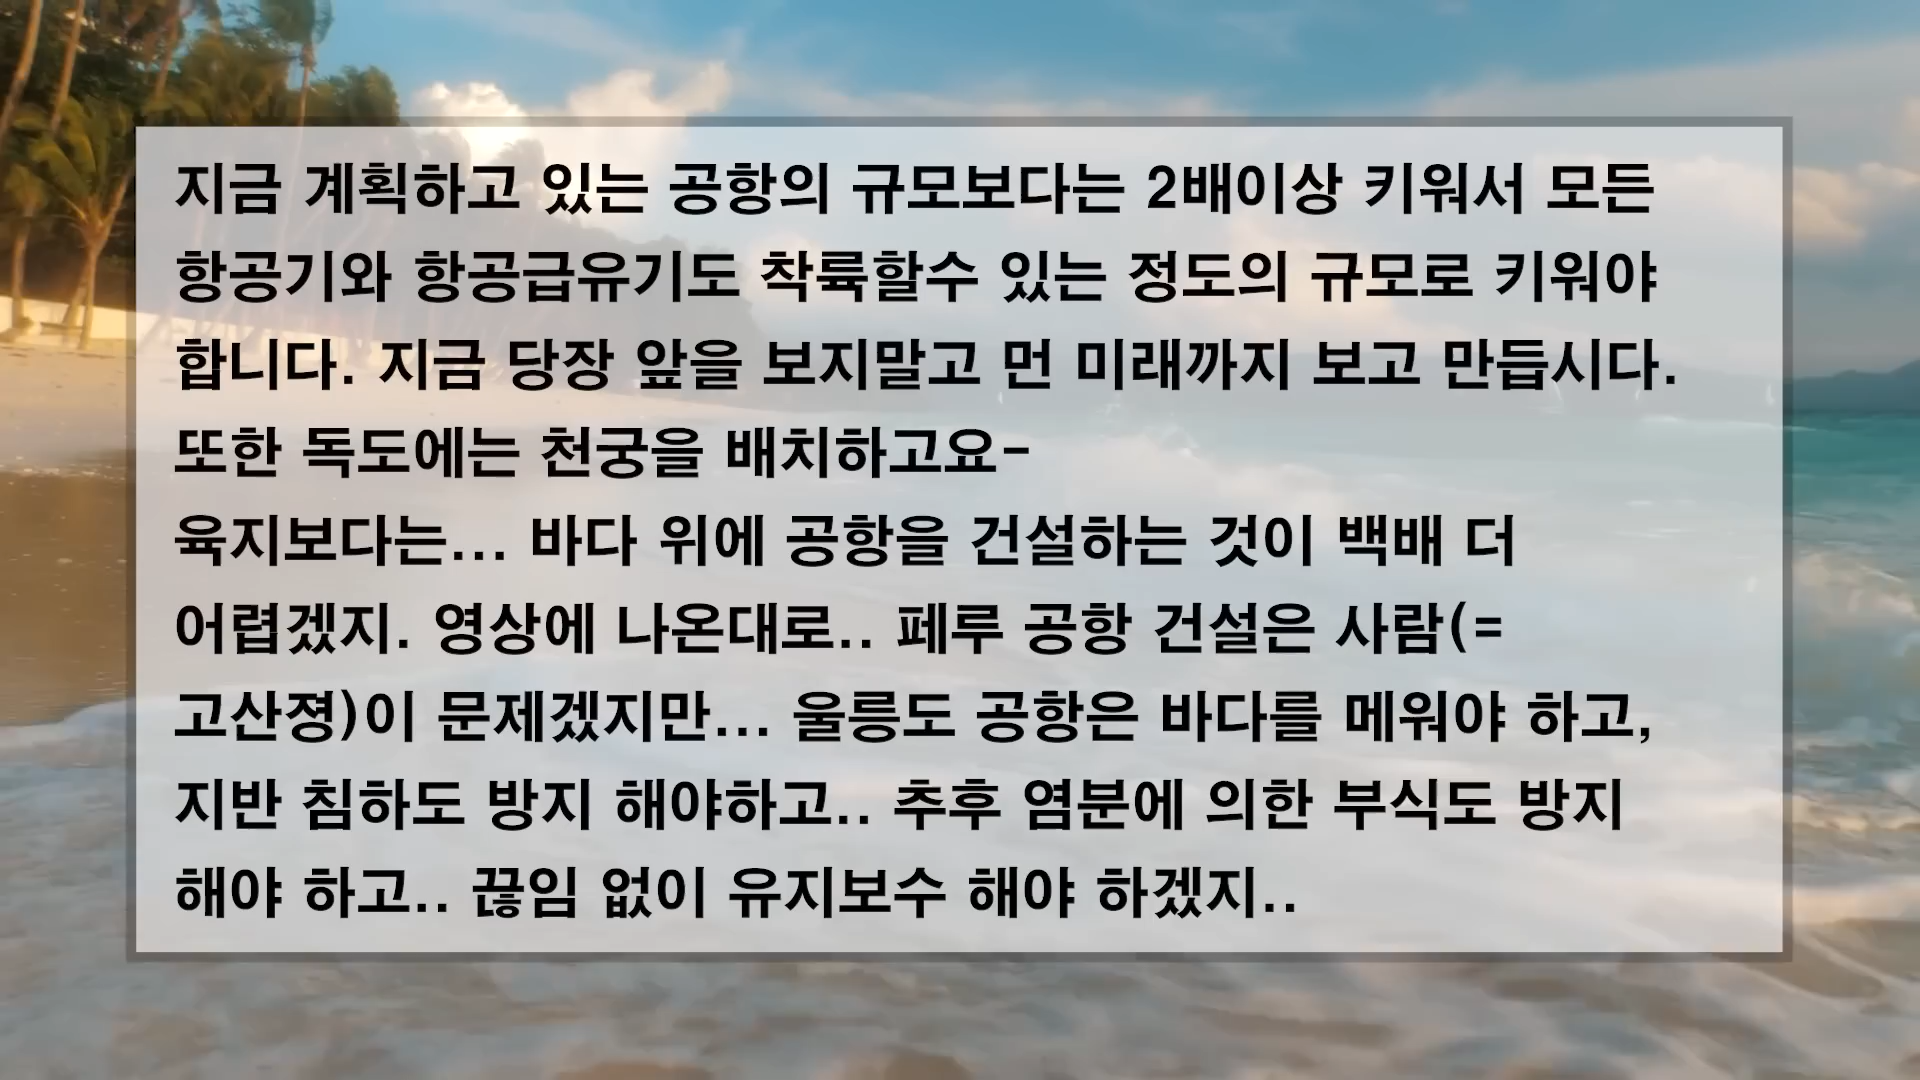 지금 계획하고 있는 공항의 규모보다는 2배이상 키워서 모든
항공기와 항공급유기도 착륙할수 있는 정도의 규모로 키워야
합니다. 지금 당장 앞을 보지말고 먼 미래까지 보고 만듭시다.
또한 독도에는 천궁을 배치하고요-
육지보다는... 바다 위에 공항을 건설하는 것이 백배 더
어렵겠지. 영상에 나온대로.. 페루 공항 건설은 사람(=
고산졍)이 문제겠지만... 울릉도 공항은 바다를 메워야 하고,
지반 침하도 방지 해야하고.. 추후 염분에 의한 부식도 방지
해야 하고.. 끊임 없이 유지보수 해야 하겠지..